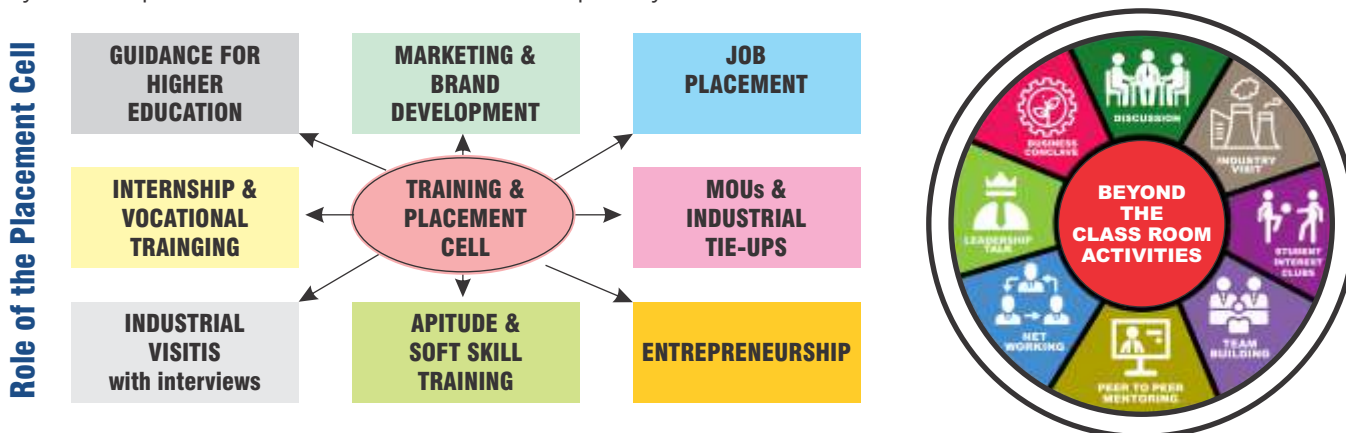 Role of the Placement Cell
GUIDANCE FOR
HIGHER
EDUCATION
MARKETING &
BRAND
DEVELOPMENT
JOB
PLACEMENT
INTERNSHIP &
VOCATIONAL
TRAINGING
TRAINING &
PLACEMENT
CELL
MOUs &
INDUSTRIAL
TIE-UPS
INDUSTRIAL
VISITIS
with interviews
APITUDE &
SOFT SKILL
TRAINING
ENTREPRENEURSHIP
BEYOND
THE
CLASS ROOM
ACTIVITIES
DISCUSSION
INDUSTRY
VISIT
STUDENT
INTEREST
CLUBS
TEAM
BUILDING
PEER TO PEER
MENTORING
NET
WORKING
LEADERSHIP
TALK
BUSINESS
CONCLAVE